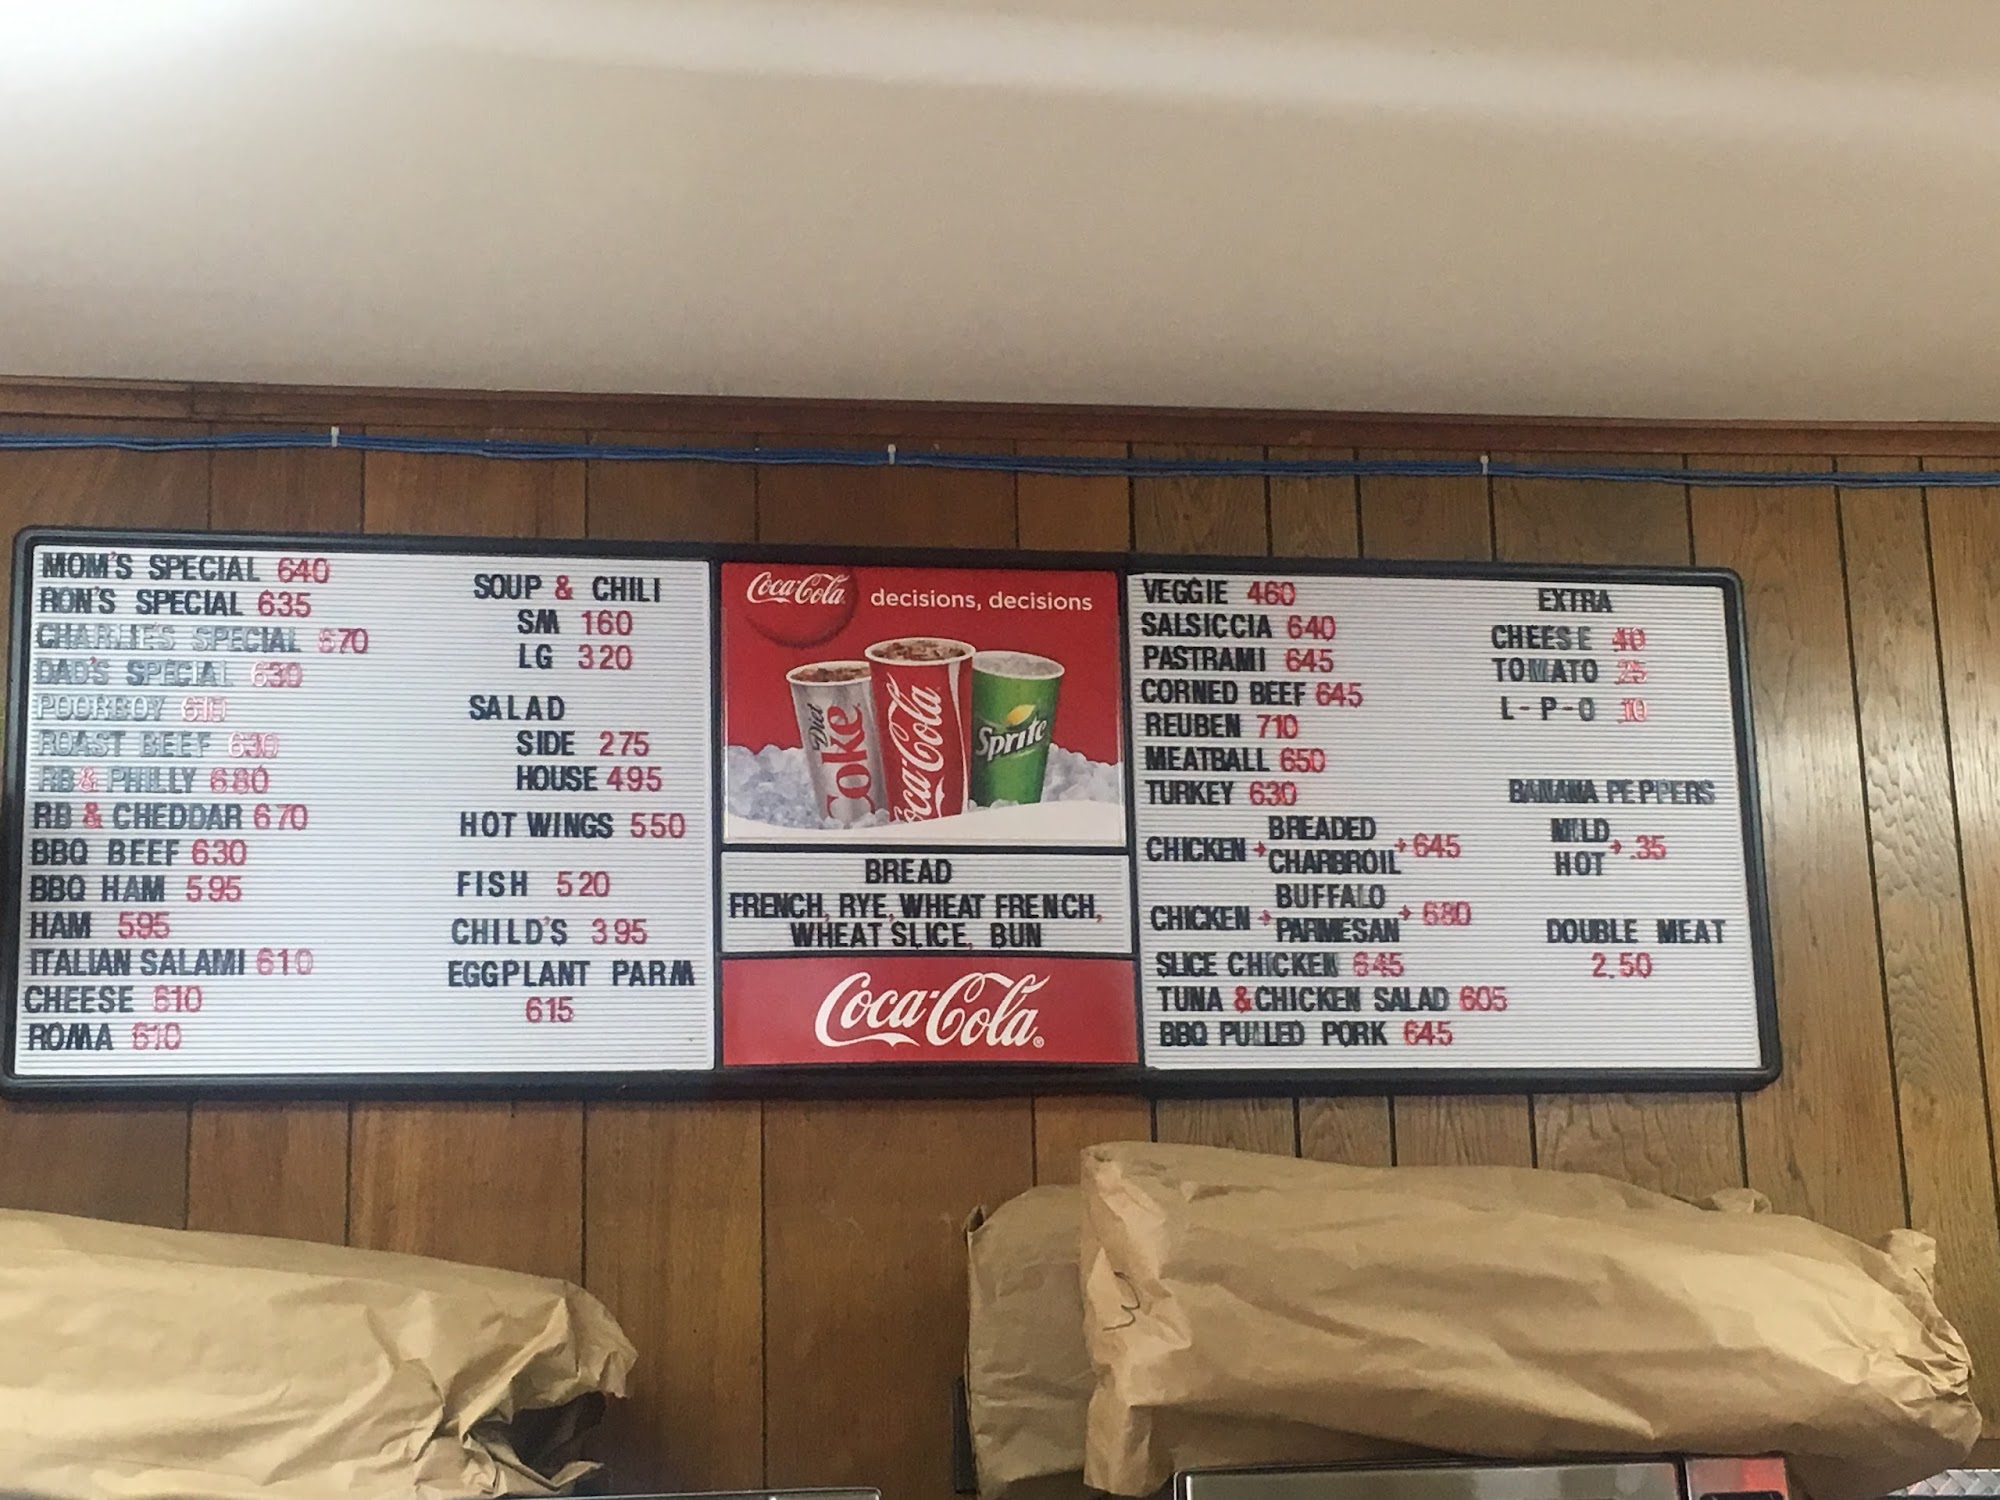 MOM'S SPECIAL 640
RON'S SPECIAL 635
CHARLIE'S SPECIAL 670
DAD'S SPECIAL 630
POORBOY 610
ROAST BEEF 630
RB & PHILLY 680
RB & CHEDDAR 670
BBQ BEEF 630
BBQ HAM 595
HAM 595
ITALIAN SALAMI 610
CHEESE 610
ROMA 610
SOUP & CHILI
SM 160
LG 320
SALAD
SIDE 275
HOUSE 495
HOT WINGS 550
FISH 520
CHILD'S 395
EGGPLANT PARM
615
Coca-Cola decisions, decisions
Diet Coke
Coca-Cola
Sprite
BREAD
FRENCH, RYE, WHEAT FRENCH,
WHEAT SLICE, BUN
Coca-Cola®
VEGGIE 460
SALSICCIA 640
PASTRAMI 645
CORNED BEEF 645
REUBEN 710
MEATBALL 650
TURKEY 630
BREADED
CHICKEN → CHARBROIL → 645
BUFFALO
CHICKEN → PARMESAN → 680
SLICE CHICKEN 645
TUNA & CHICKEN SALAD 605
BBQ PULLED PORK 645
EXTRA
CHEESE 40
TOMATO 25
L-P-O 10
BANANA PEPPERS
MILD
HOT → .35
DOUBLE MEAT
2.50